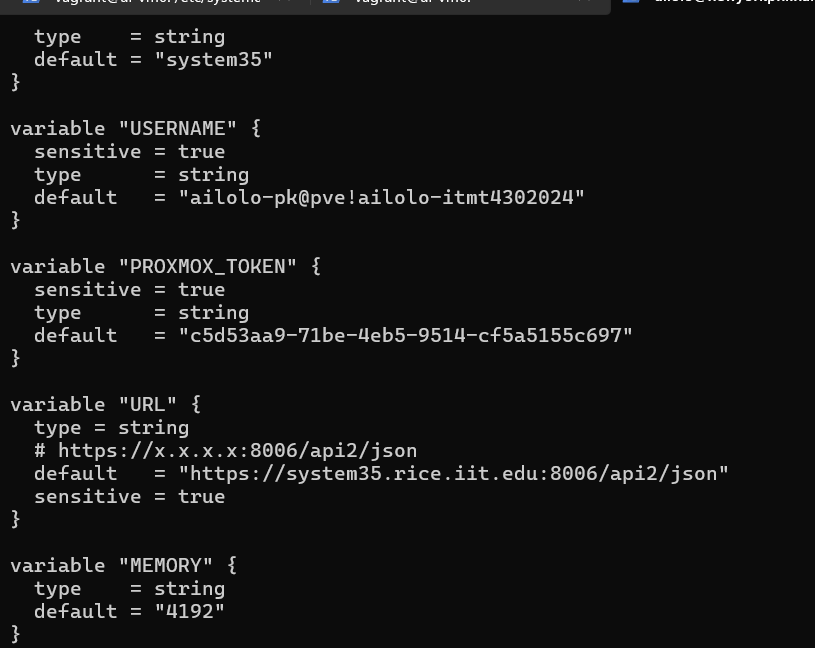 type    = string
default = "system35"
}
variable "USERNAME" {
sensitive = true
type      = string
default   = "ailolo-pk@pve!ailolo-itmt4302024"
}
variable "PROXMOX_TOKEN" {
sensitive = true
type      = string
default   = "c5d53aa9-71be-4eb5-9514-cf5a5155c697"
}
variable "URL" {
type = string
# https://x.x.x.x:8006/api2/json
default   = "https://system35.rice.iit.edu:8006/api2/json"
sensitive = true
}
variable "MEMORY" {
type    = string
default = "4192"
}